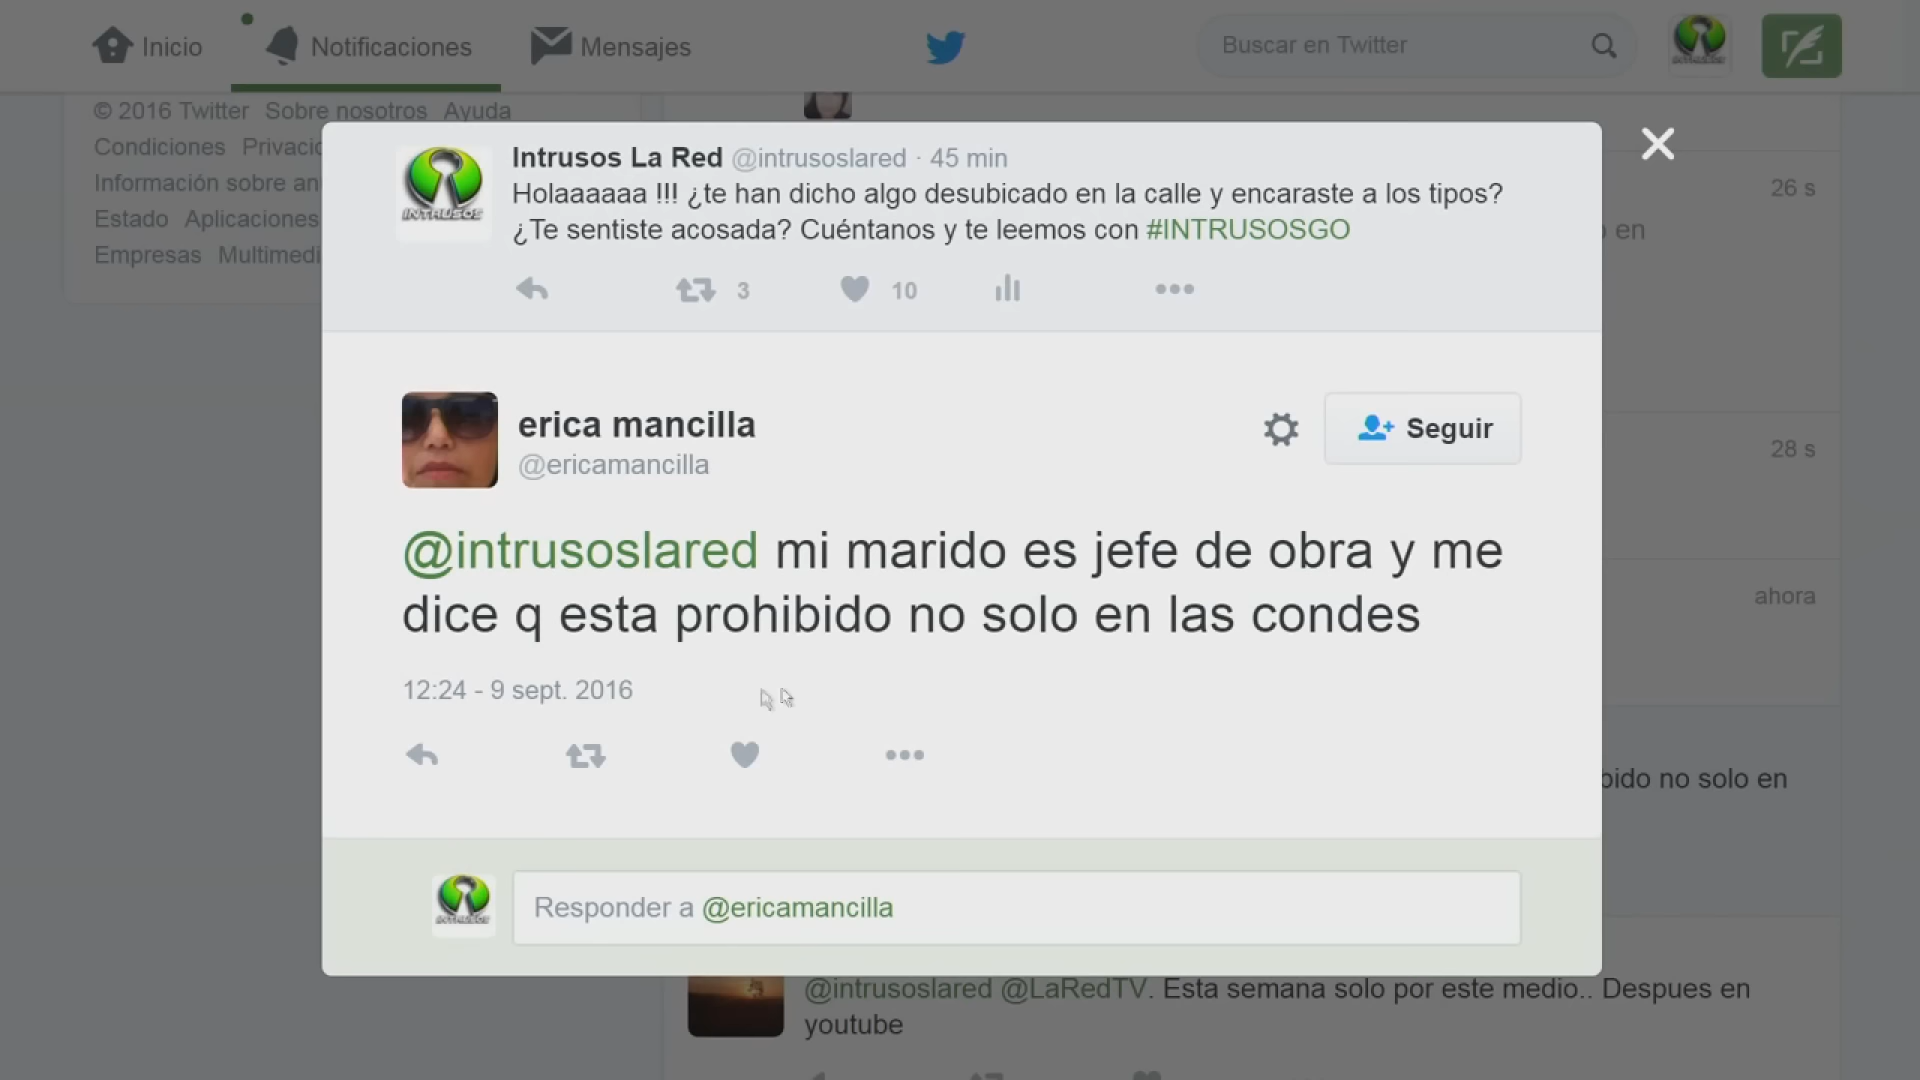 Inicio
Notificaciones
Mensajes
Buscar en Twitter
© 2016 Twitter Sobre nosotros Ayuda
Condiciones
Información sobre
Estado Aplicaciones
Empresas
Intrusos La Red @intrusoslared · 45 min
Holaaaaaa !!! ¿te han dicho algo desubicado en la calle y encaraste a los tipos?
¿Te sentiste acosada? Cuéntanos y te leemos con #INTRUSOSGO
INTRUSOS
3
10
26 s
en
erica mancilla
@ericamancilla
Seguir
28 s
@intrusoslared mi marido es jefe de obra y me
dice q esta prohibido no solo en las condes
ahora
12:24 - 9 sept. 2016
no solo en
INTRUSOS
Responder a @ericamancilla
@intrusoslared @LaRedTV. Esta semana solo por este medio.. Despues en
youtube